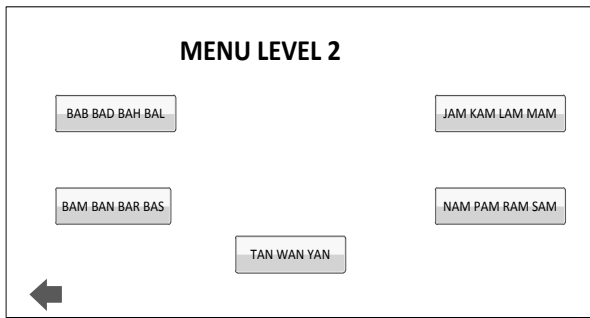 MENU LEVEL 2
BAB BAD BAH BAL
JAM KAM LAM MAM
BAM BAN BAR BAS
NAM PAM RAM SAM
TAN WAN YAN